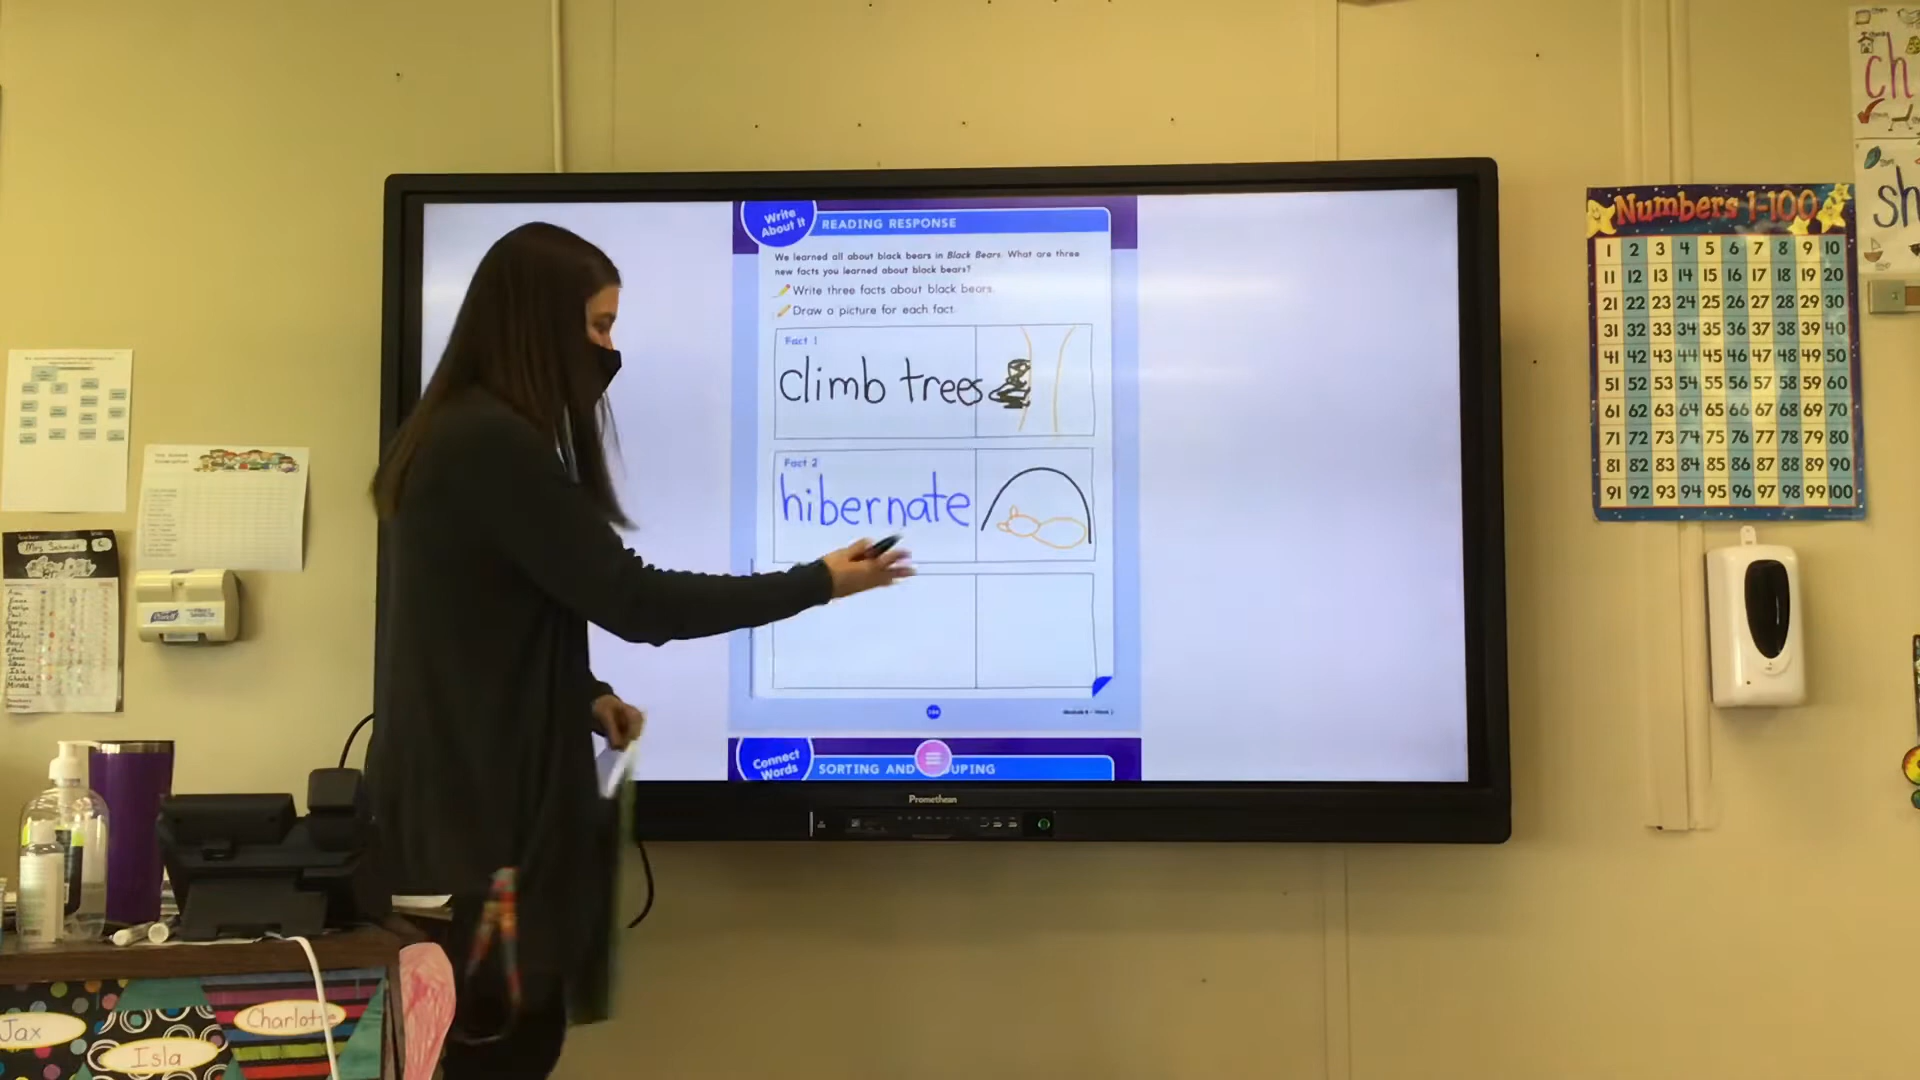 Write
About It
READING RESPONSE
We learned all about black bears in Black Bears. What are three
new facts you learned about black bears?
Write three facts about black bears.
Draw a picture for each fact.
Fact 1
climb trees
Fact 2
hibernate
Connect
Words
SORTING AND
UPING
Promethean
Numbers 1-100
1 2 3 4 5 6 7 8 9 10
11 12 13 14 15 16 17 18 19 20
21 22 23 24 25 26 27 28 29 30
31 32 33 34 35 36 37 38 39 40
41 42 43 44 45 46 47 48 49 50
51 52 53 54 55 56 57 58 59 60
61 62 63 64 65 66 67 68 69 70
71 72 73 74 75 76 77 78 79 80
81 82 83 84 85 86 87 88 89 90
91 92 93 94 95 96 97 98 99 100
ch
sh
Mrs Schmidt
Jax
Isla
Charlotte